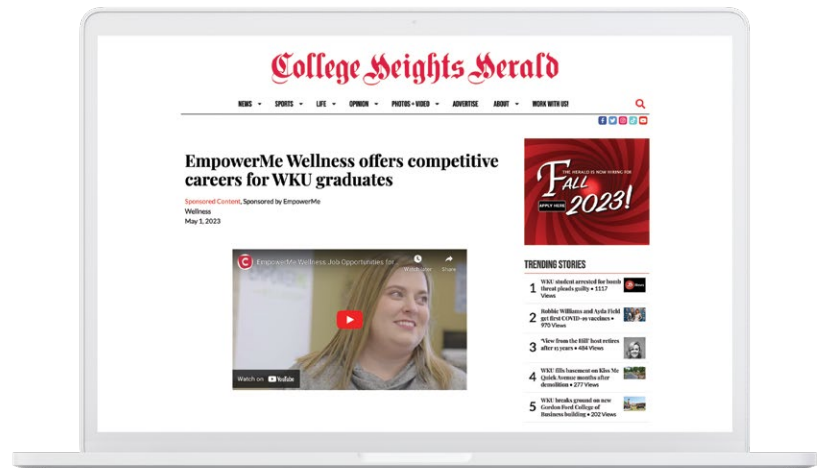 College Heights Herald
NEWS SPORTS LIFE OPINION PHOTOS + VIDEO ADVERTISE ABOUT WORK WITH US!
EmpowerMe Wellness offers competitive
careers for WKU graduates
Sponsored Content, Sponsored by EmpowerMe
Wellness
May 1, 2023
EmpowerMe Wellness Job Opportunities for
Watch later
Share
Watch on YouTube
THE HERALD IS NOW HIRING FOR
FALL
2023!
APPLY HERE
TRENDING STORIES
1 WKU student arrested for bomb
threat pleads guilty • 1117
Views
2 Robbie Williams and Ayda Field
get first COVID-19 vaccines •
970 Views
3 'View from the Hill' host retires
after 15 years • 484 Views
4 WKU fills basement on Kiss Me
Quick Avenue months after
demolition • 277 Views
5 WKU breaks ground on new
Gordon Ford College of
Business building • 202 Views